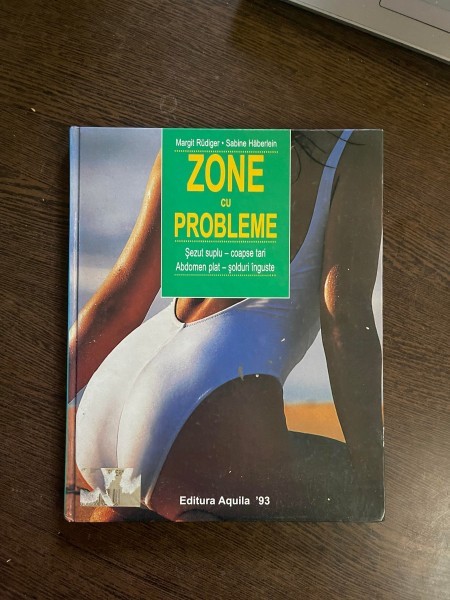 Margit Rüdiger • Sabine Häberlein
ZONE
cu
PROBLEME
Şezut suplu – coapse tari
Abdomen plat – şolduri înguste
Editura Aquila '93